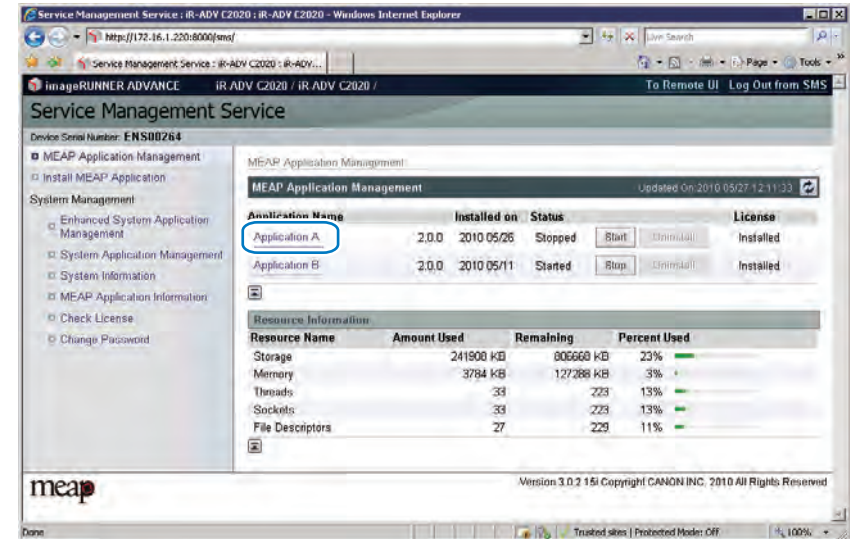 Service Management Service : iR-ADV C2020 : iR-ADV C2020 - Windows Internet Explorer
http://172.16.1.220:8000/sms/
Live Search
Service Management Service : iR-ADV C2020 : iR-ADV...
Page Tools
imageRUNNER ADVANCE iR-ADV C2020 / iR-ADV C2020 /
To Remote UI Log Out from SMS
Service Management Service
Device Serial Number: ENS00264
MEAP Application Management
Install MEAP Application
System Management
Enhanced System Application
Management
System Application Management
System Information
MEAP Application Information
Check License
Change Password
MEAP Application Management
MEAP Application Management Updated On:2010 05/27 12:11:33
Application Name Installed on Status License
Application A 2.0.0 2010 05/26 Stopped Start Uninstall Installed
Application B 2.0.0 2010 05/11 Started Stop Uninstall Installed
Resource Information
Resource Name Amount Used Remaining Percent Used
Storage 241908 KB 806668 KB 23%
Memory 3784 KB 127288 KB 3%
Threads 33 223 13%
Sockets 33 223 13%
File Descriptors 27 229 11%
meap
Version 3.0.2.15i Copyright CANON INC. 2010 All Rights Reserved
Done
Trusted sites | Protected Mode: Off
100%